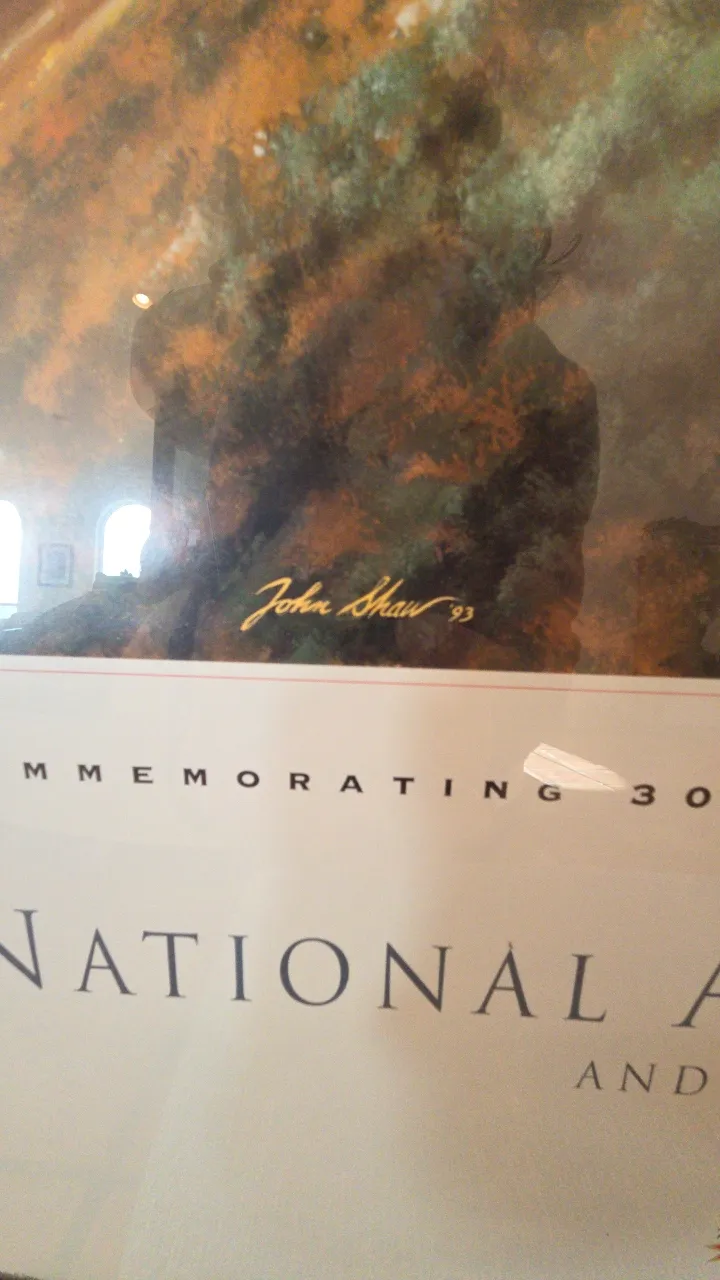 John Shaw '93
MMEMORATING 30
NATIONAL A
AND